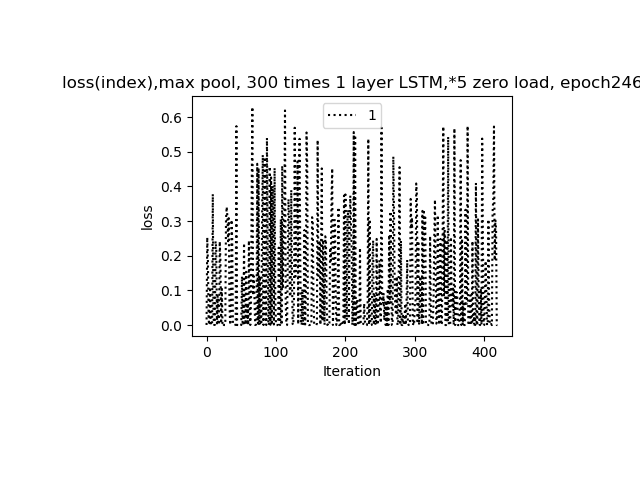 loss(index),max pool, 300 times 1 layer LSTM,*5 zero load, epoch246
1
0.6
0.5
0.4
0.3
0.2
0.1
0.0
loss
0 100 200 300 400
Iteration